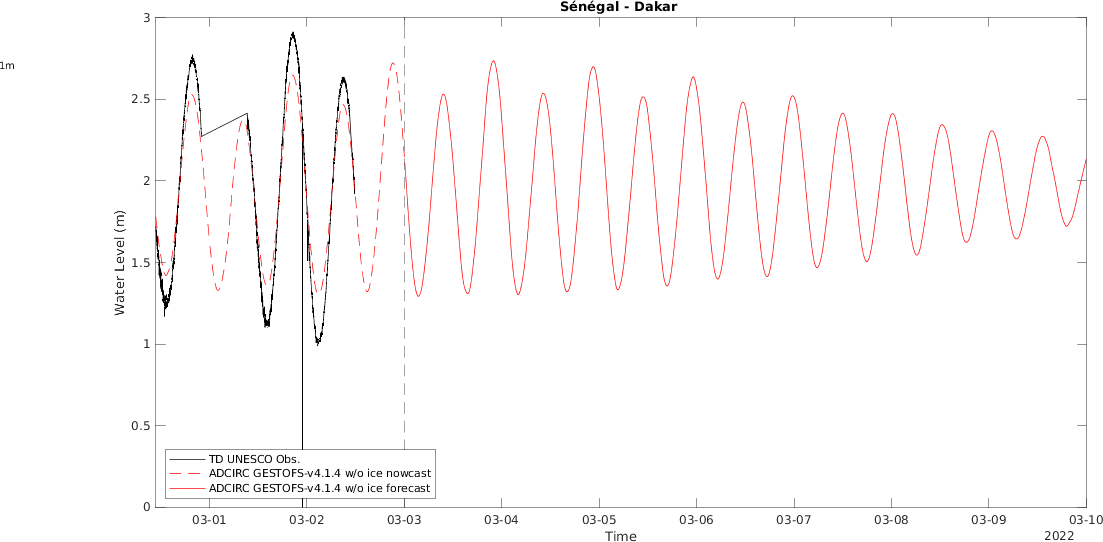 Sénégal - Dakar
1m
3
2.5
2
1.5
1
0.5
0
Water Level (m)
TD UNESCO Obs.
ADCIRC GESTOFS-v4.1.4 w/o ice nowcast
ADCIRC GESTOFS-v4.1.4 w/o ice forecast
03-01 03-02 03-03 03-04 03-05 03-06 03-07 03-08 03-09 03-10
Time
2022